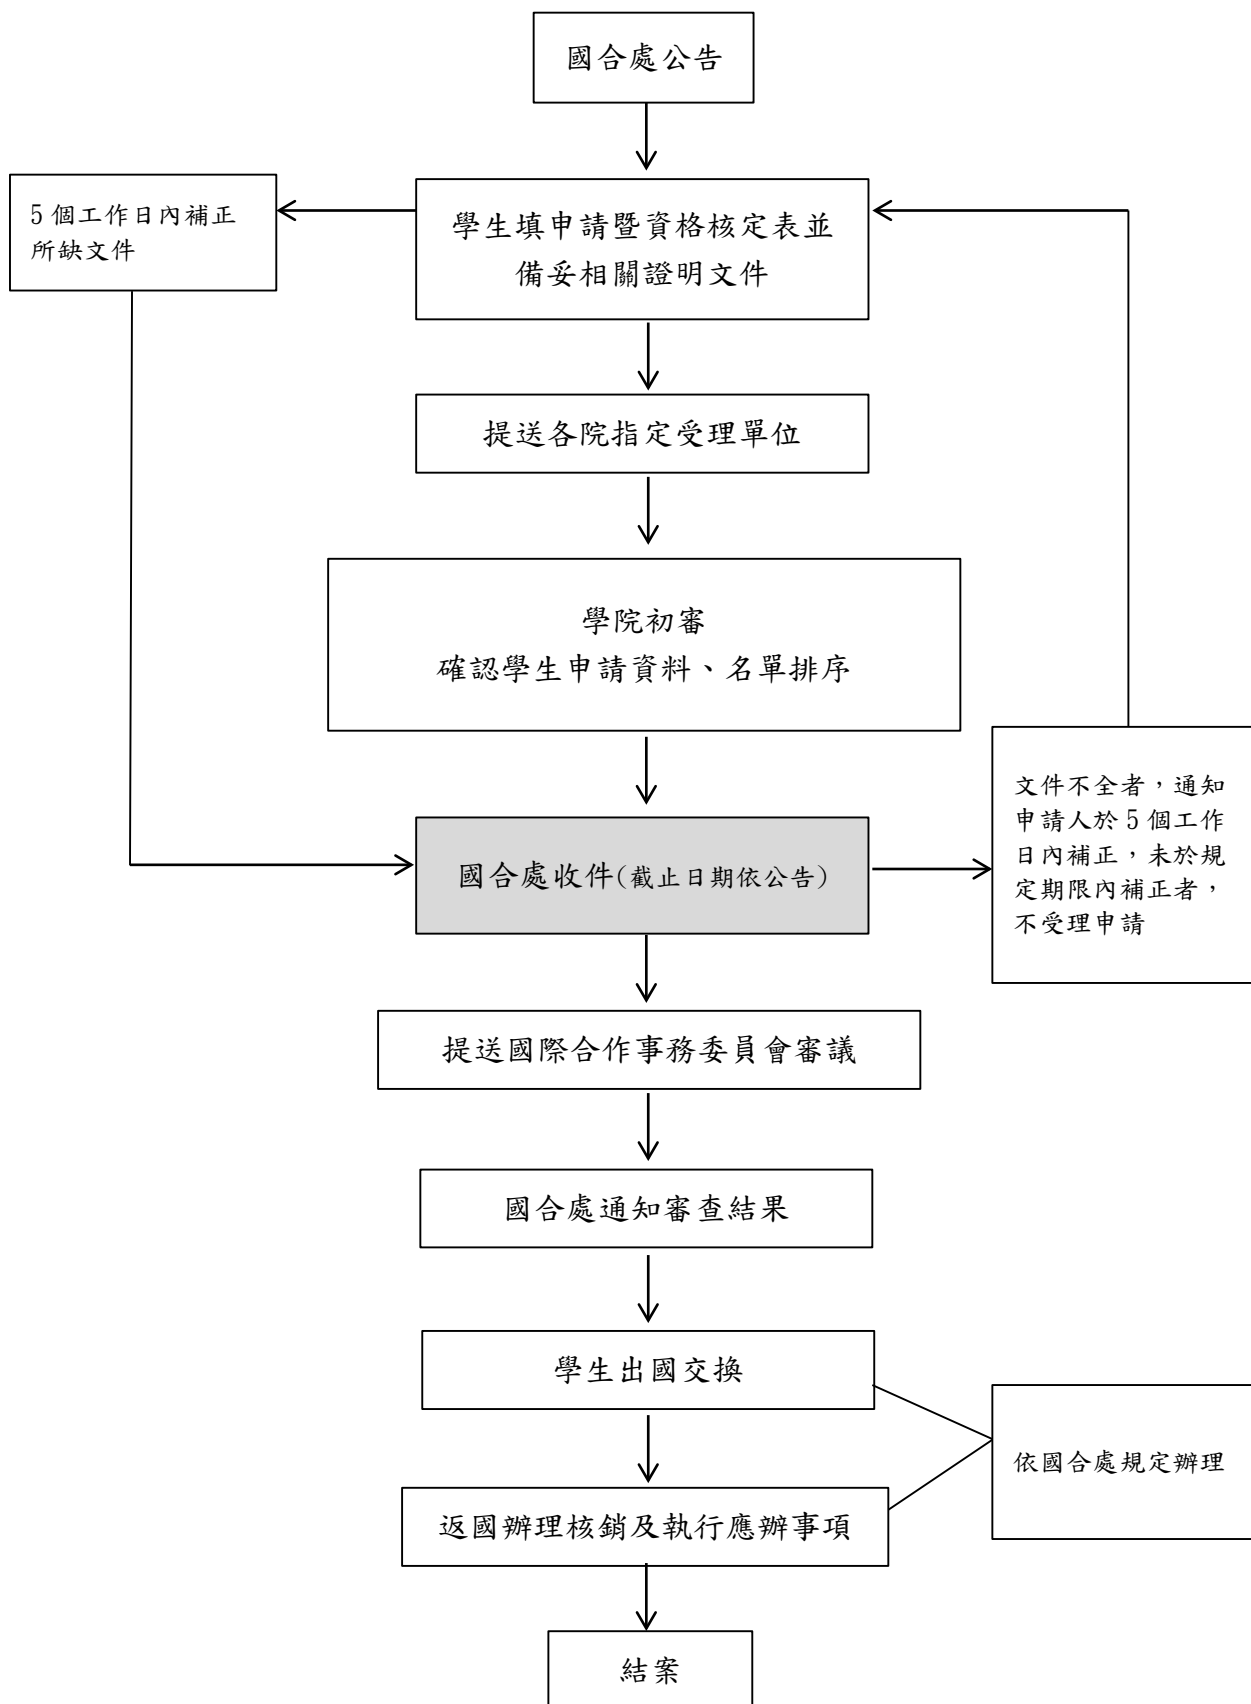 國合處公告
5 個工作日內補正
所缺文件
學生填申請暨資格核定表並
備妥相關證明文件
提送各院指定受理單位
學院初審
確認學生申請資料、名單排序
文件不全者，通知
申請人於 5 個工作
日內補正，未於規
定期限內補正者，
不受理申請
國合處收件(截止日期依公告)
提送國際合作事務委員會審議
國合處通知審查結果
學生出國交換
依國合處規定辦理
返國辦理核銷及執行應辦事項
結案